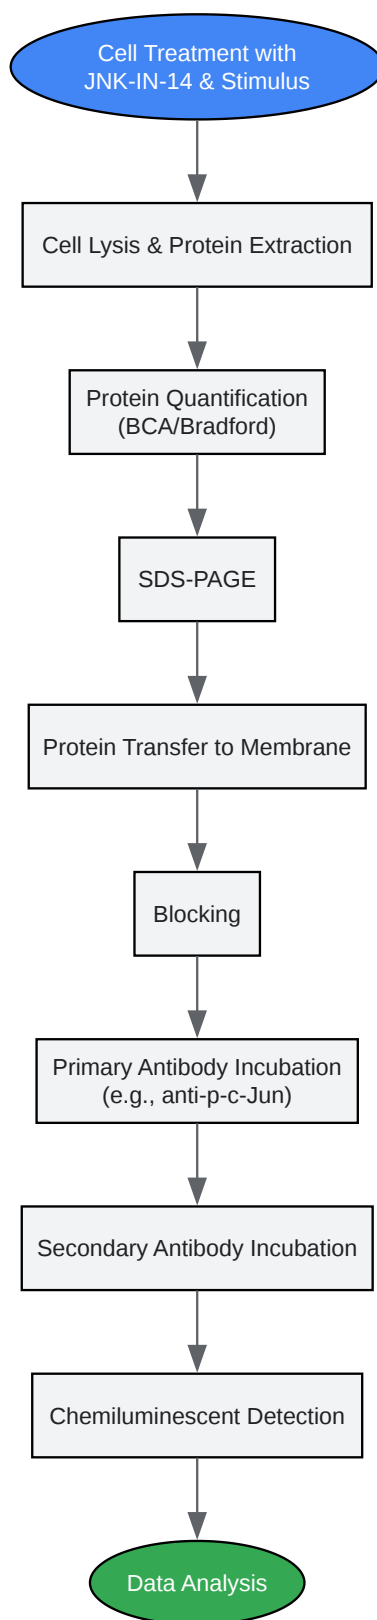 Cell Treatment with
JNK-IN-14 & Stimulus
Cell Lysis & Protein Extraction
Protein Quantification
(BCA/Bradford)
SDS-PAGE
Protein Transfer to Membrane
Blocking
Primary Antibody Incubation
(e.g., anti-p-c-Jun)
Secondary Antibody Incubation
Chemiluminescent Detection
Data Analysis